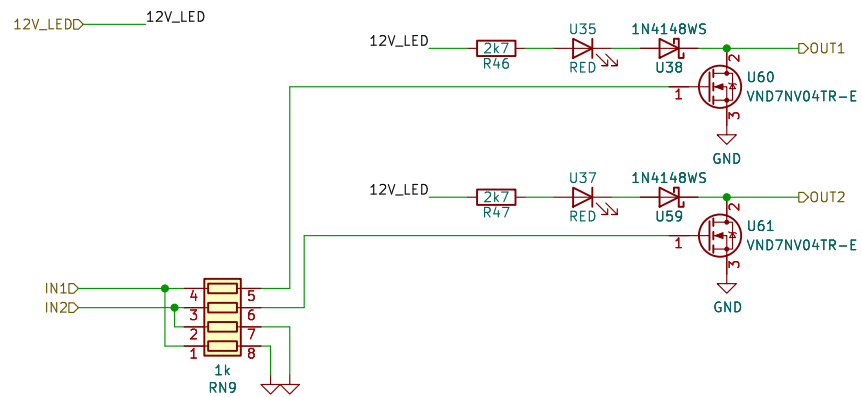 12V_LED 12V_LED
12V_LED 2k7 R46 U35 RED 1N4148WS U38 OUT1
2 1 3 U60
VND7NV04TR-E
GND
12V_LED 2k7 R47 U37 RED 1N4148WS U59 OUT2
2 1 3 U61
VND7NV04TR-E
GND
IN1 4 5
IN2 3 6
2 7
1 8
1k
RN9